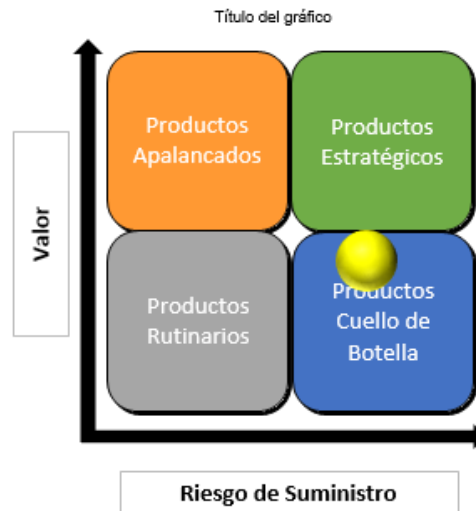 Título del gráfico
Productos
Apalancados
Productos
Estratégicos
Valor
Productos
Rutinarios
Productos
Cuello de
Botella
Riesgo de Suministro